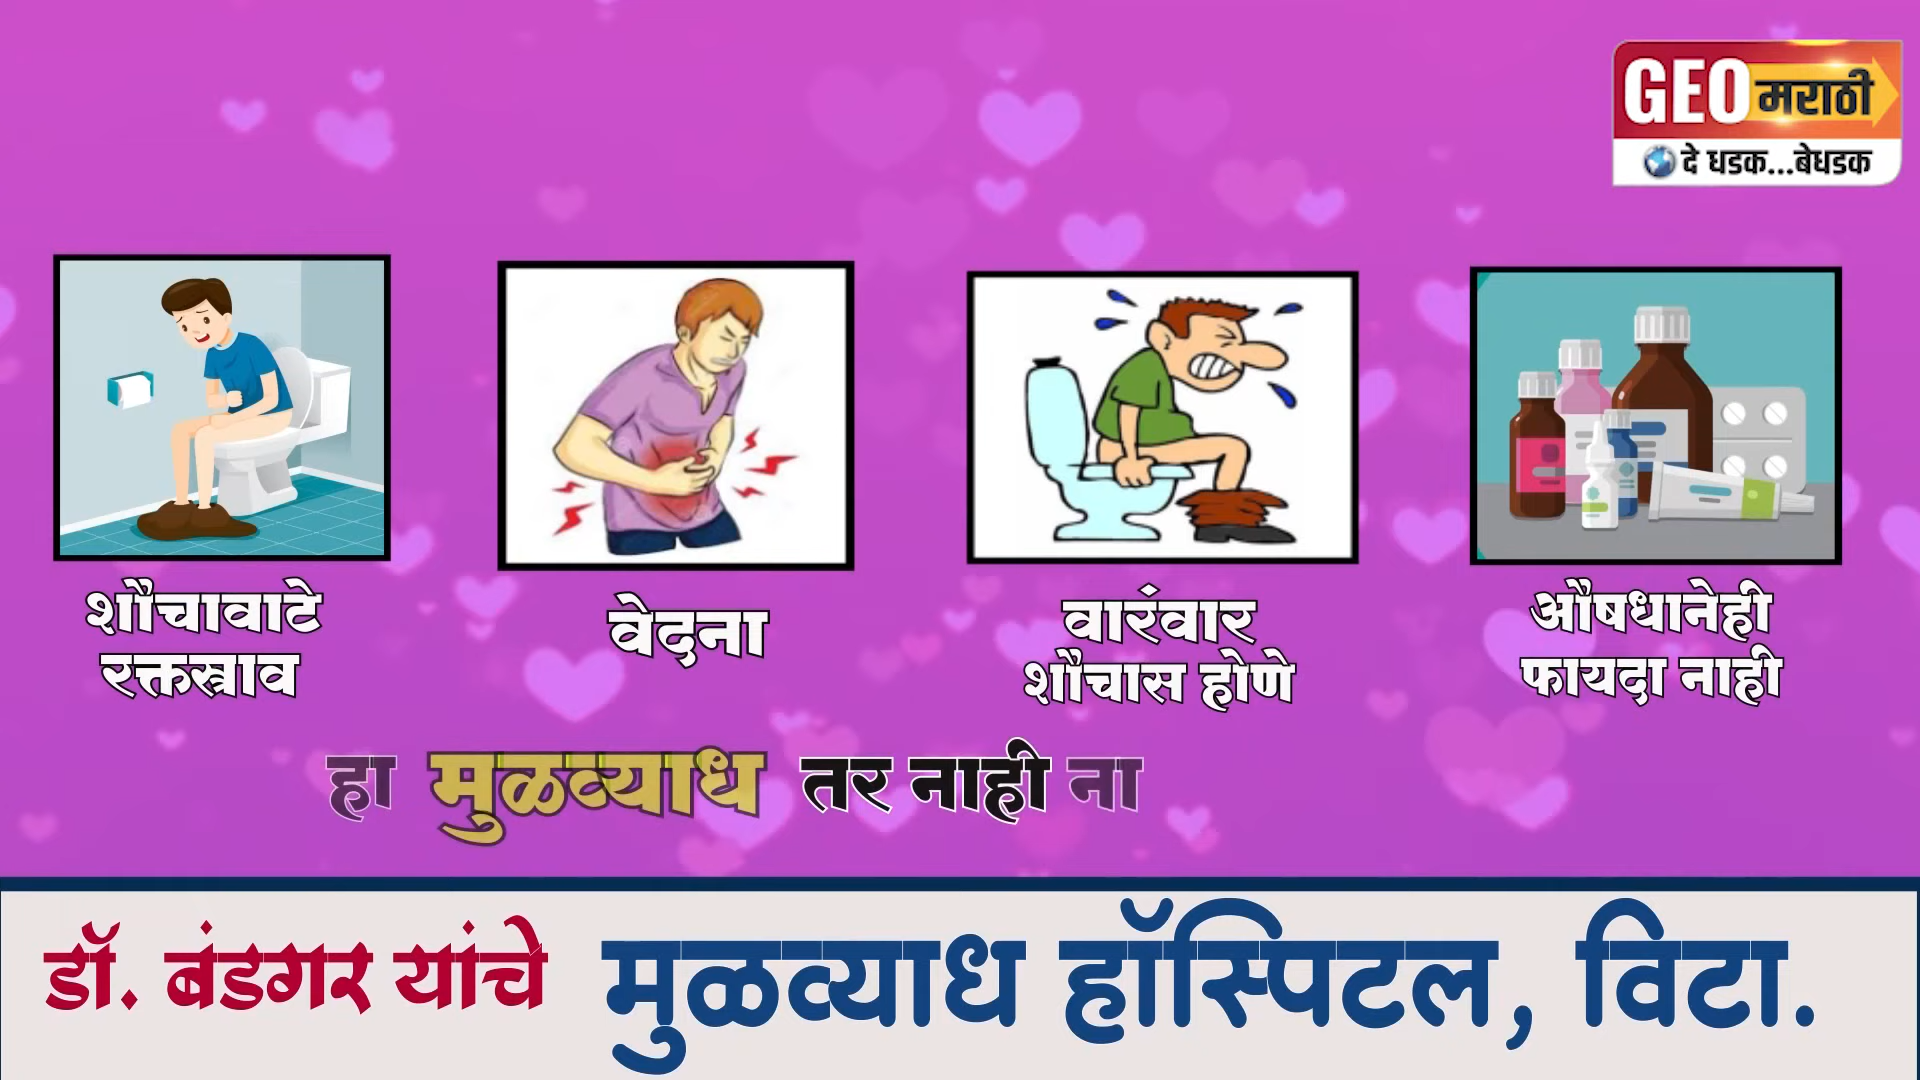 GEO मराठी
दे धडक...बेधडक
शौचावाटे
रक्तस्राव
वेदना
वारंवार
शौचास होणे
औषधानेही
फायदा नाही
हा मुळव्याध तर नाही ना
डॉ. बंडगर यांचे मुळव्याध हॉस्पिटल, विटा.